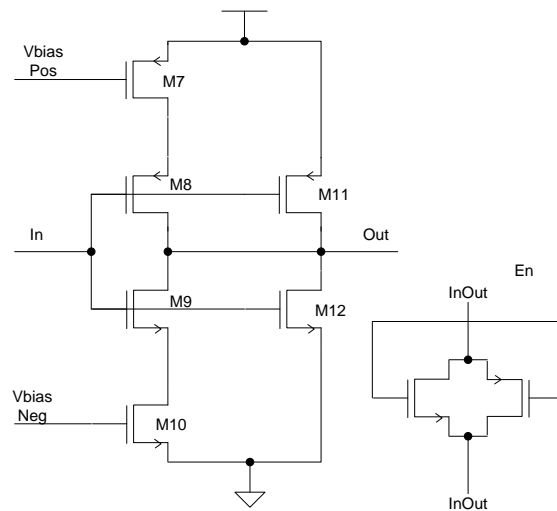 Vbias
Pos
M7
M8
M11
In
Out
En
M9
M12
InOut
Vbias
Neg
M10
InOut